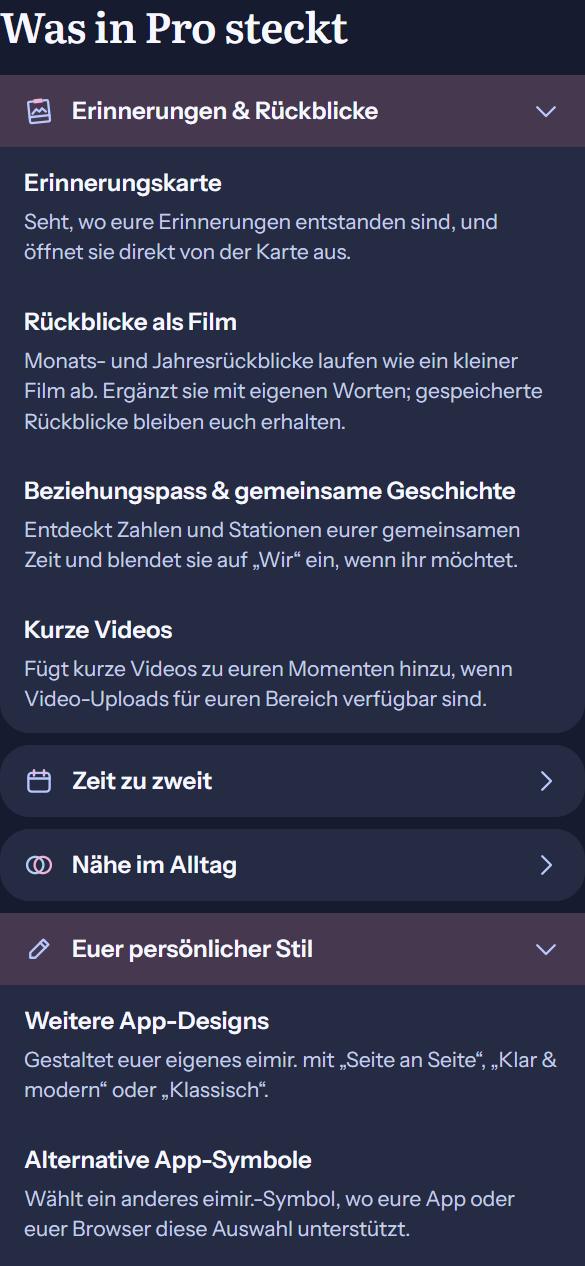 Was in Pro steckt
Erinnerungen & Rückblicke
Erinnerungskarte
Seht, wo eure Erinnerungen entstanden sind, und
öffnet sie direkt von der Karte aus.
Rückblicke als Film
Monats- und Jahresrückblicke laufen wie ein kleiner
Film ab. Ergänzt sie mit eigenen Worten; gespeicherte
Rückblicke bleiben euch erhalten.
Beziehungspass & gemeinsame Geschichte
Entdeckt Zahlen und Stationen eurer gemeinsamen
Zeit und blendet sie auf „Wir“ ein, wenn ihr möchtet.
Kurze Videos
Fügt kurze Videos zu euren Momenten hinzu, wenn
Video-Uploads für euren Bereich verfügbar sind.
Zeit zu zweit
Nähe im Alltag
Euer persönlicher Stil
Weitere App-Designs
Gestaltet euer eigenes eimir. mit „Seite an Seite“, „Klar &
modern“ oder „Klassisch“.
Alternative App-Symbole
Wählt ein anderes eimir.-Symbol, wo eure App oder
euer Browser diese Auswahl unterstützt.